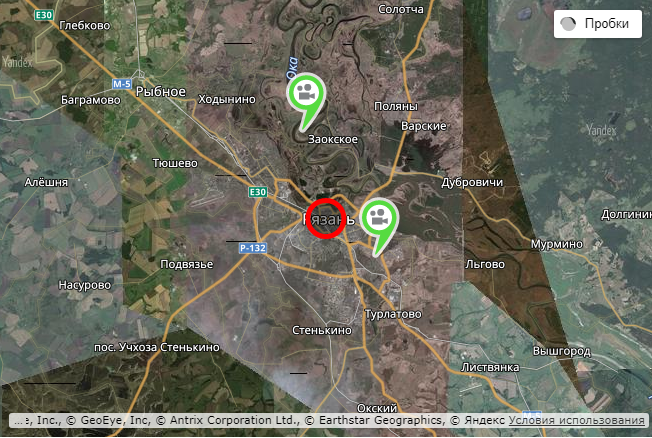 E30
Солотча
Глебково
Пробки
Yandex
Ока
М-5
Рыбное
Баграмово
Ходынино
Поляны
Варские
Yandex
Заокское
Тюшево
Алёшня
E30
Дубровичи
Рязань
Долгинин
Мурмино
Р-132
Подвязье
Льгово
Насурово
Турлатово
Стенькино
пос. Учхоза Стенькино
Вышгород
Листвянка
Окский
...е, Inc., © GeoEye, Inc, © Antrix Corporation Ltd., © Earthstar Geographics, © Яндекс Условия использования